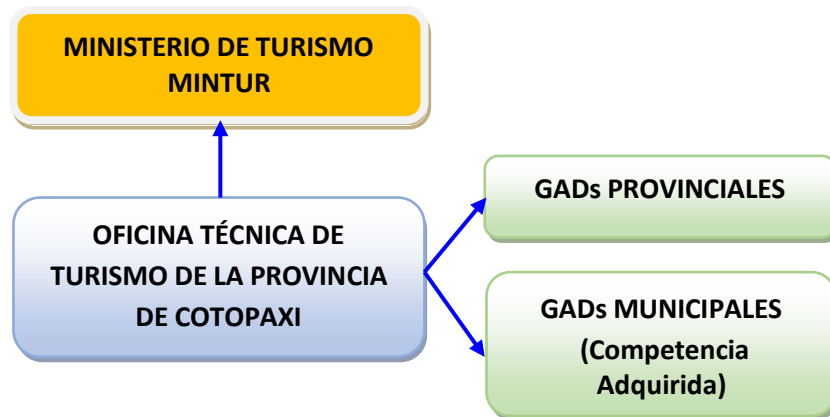 MINISTERIO DE TURISMO
MINTUR
OFICINA TÉCNICA DE
TURISMO DE LA PROVINCIA
DE COTOPAXI
GADs PROVINCIALES
GADs MUNICIPALES
(Competencia
Adquirida)